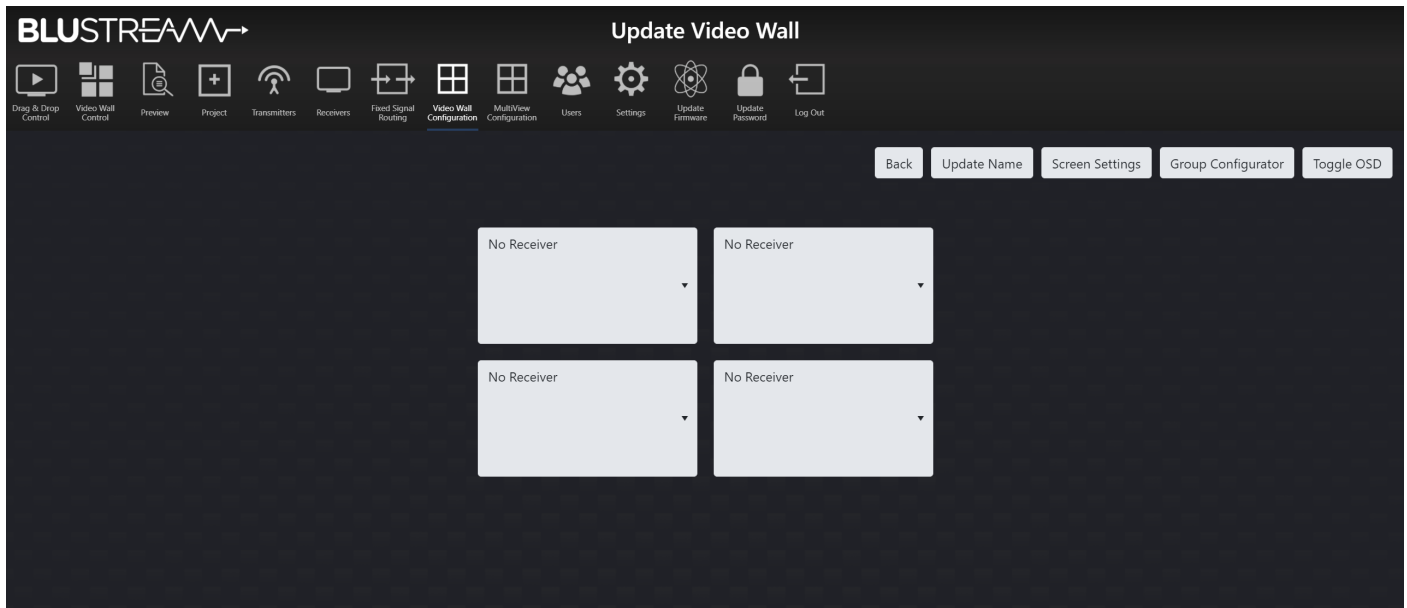 BLUSTREAM
Update Video Wall
Drag & Drop
Control
Video Wall
Control
Preview
Project
Transmitters
Receivers
Fixed Signal
Routing
Video Wall
Configuration
MultiView
Configuration
Users
Settings
Update
Firmware
Update
Password
Log Out
Back
Update Name
Screen Settings
Group Configurator
Toggle OSD
No Receiver
No Receiver
No Receiver
No Receiver